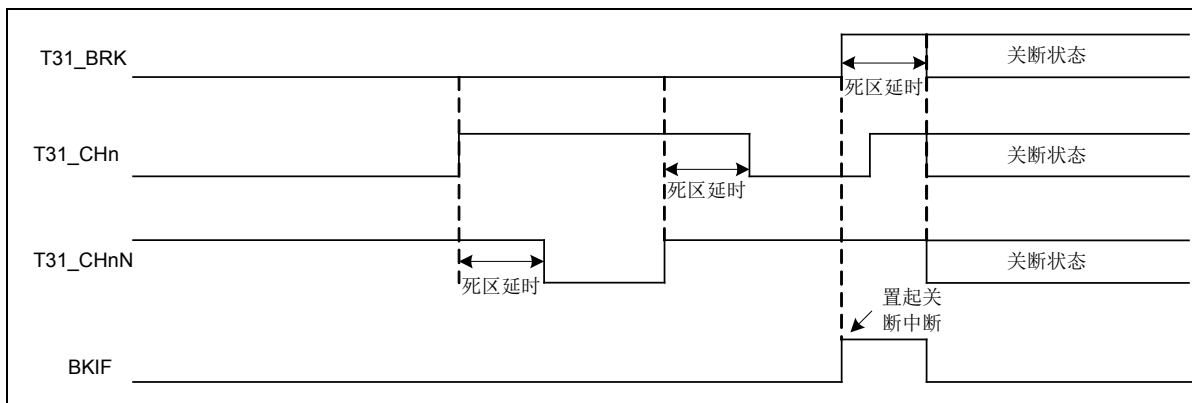 T31_BRK
死区延时
关断状态
T31_CHn
死区延时
关断状态
T31_CHnN
死区延时
关断状态
置起关
断中断
BKIF